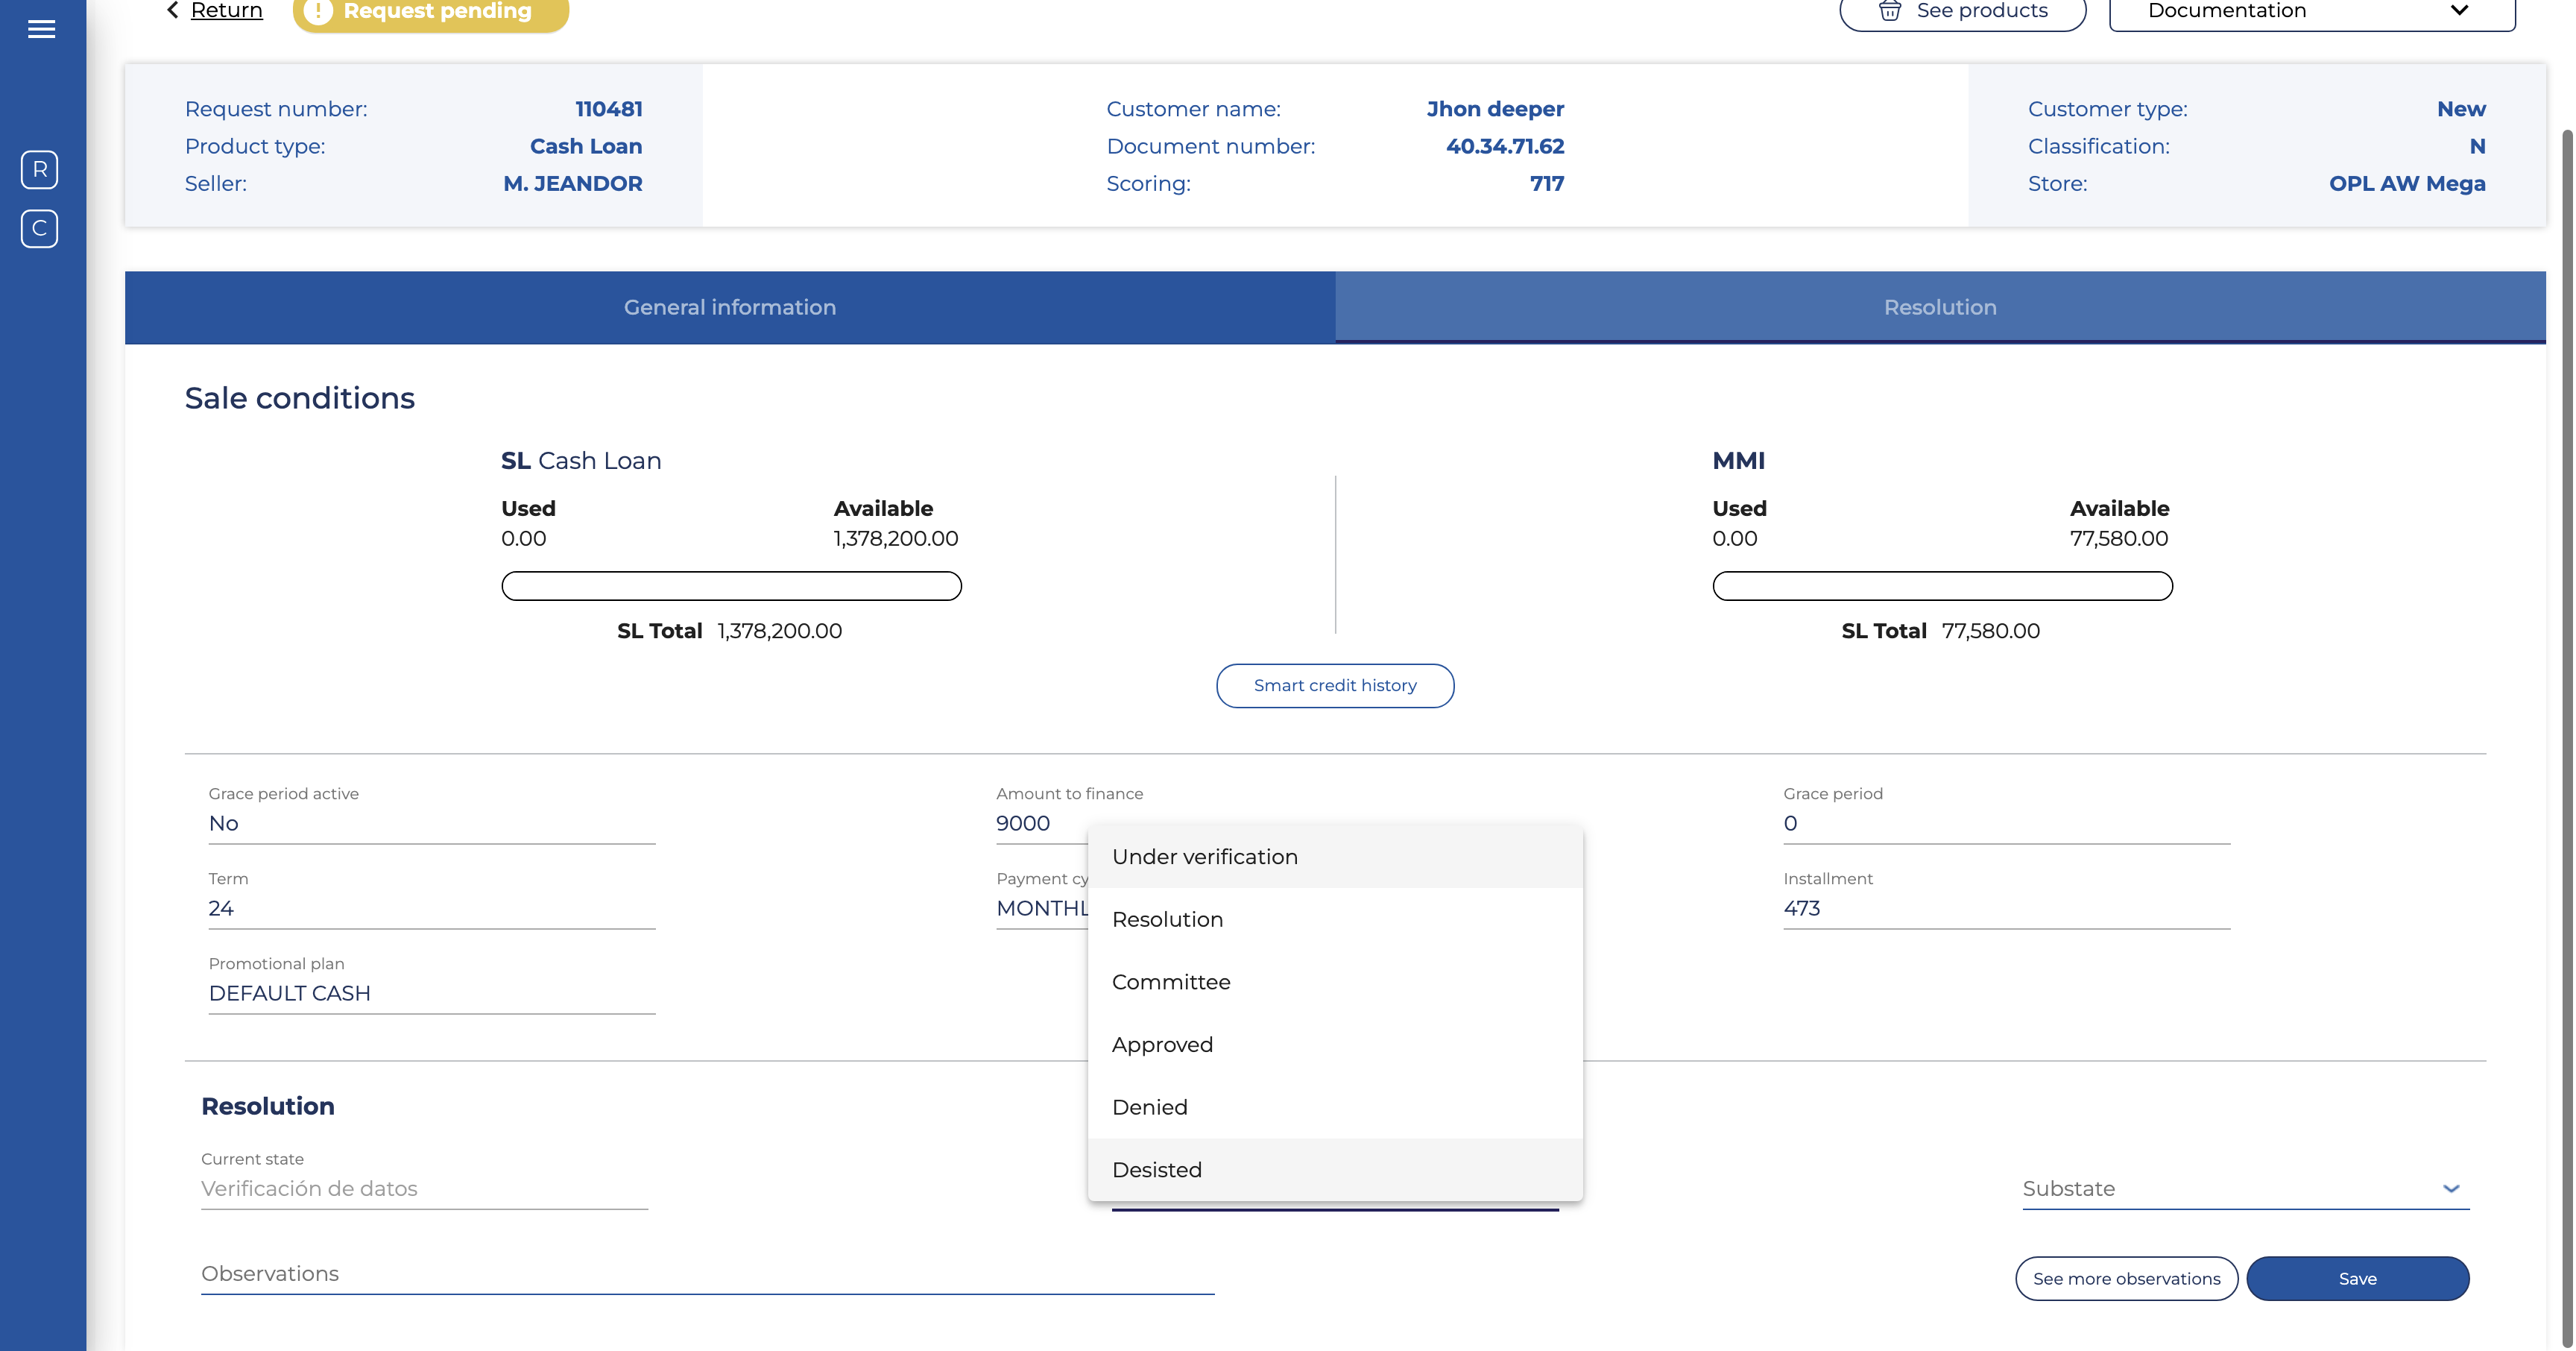 Return
Request pending
See products
Documentation
R
C
Request number: 110481
Product type: Cash Loan
Seller: M. JEANDOR
Customer name: Jhon deeper
Document number: 40.34.71.62
Scoring: 717
Customer type: New
Classification: N
Store: OPL AW Mega
General information
Resolution
Sale conditions
SL Cash Loan
Used Available
0.00 1,378,200.00
SL Total 1,378,200.00
MMI
Used Available
0.00 77,580.00
SL Total 77,580.00
Smart credit history
Grace period active
No
Amount to finance
9000
Grace period
0
Term
24
Payment cy
MONTHL
Installment
473
Promotional plan
DEFAULT CASH
Under verification
Resolution
Committee
Approved
Denied
Desisted
Resolution
Current state
Verificación de datos
Substate
Observations
See more observations
Save